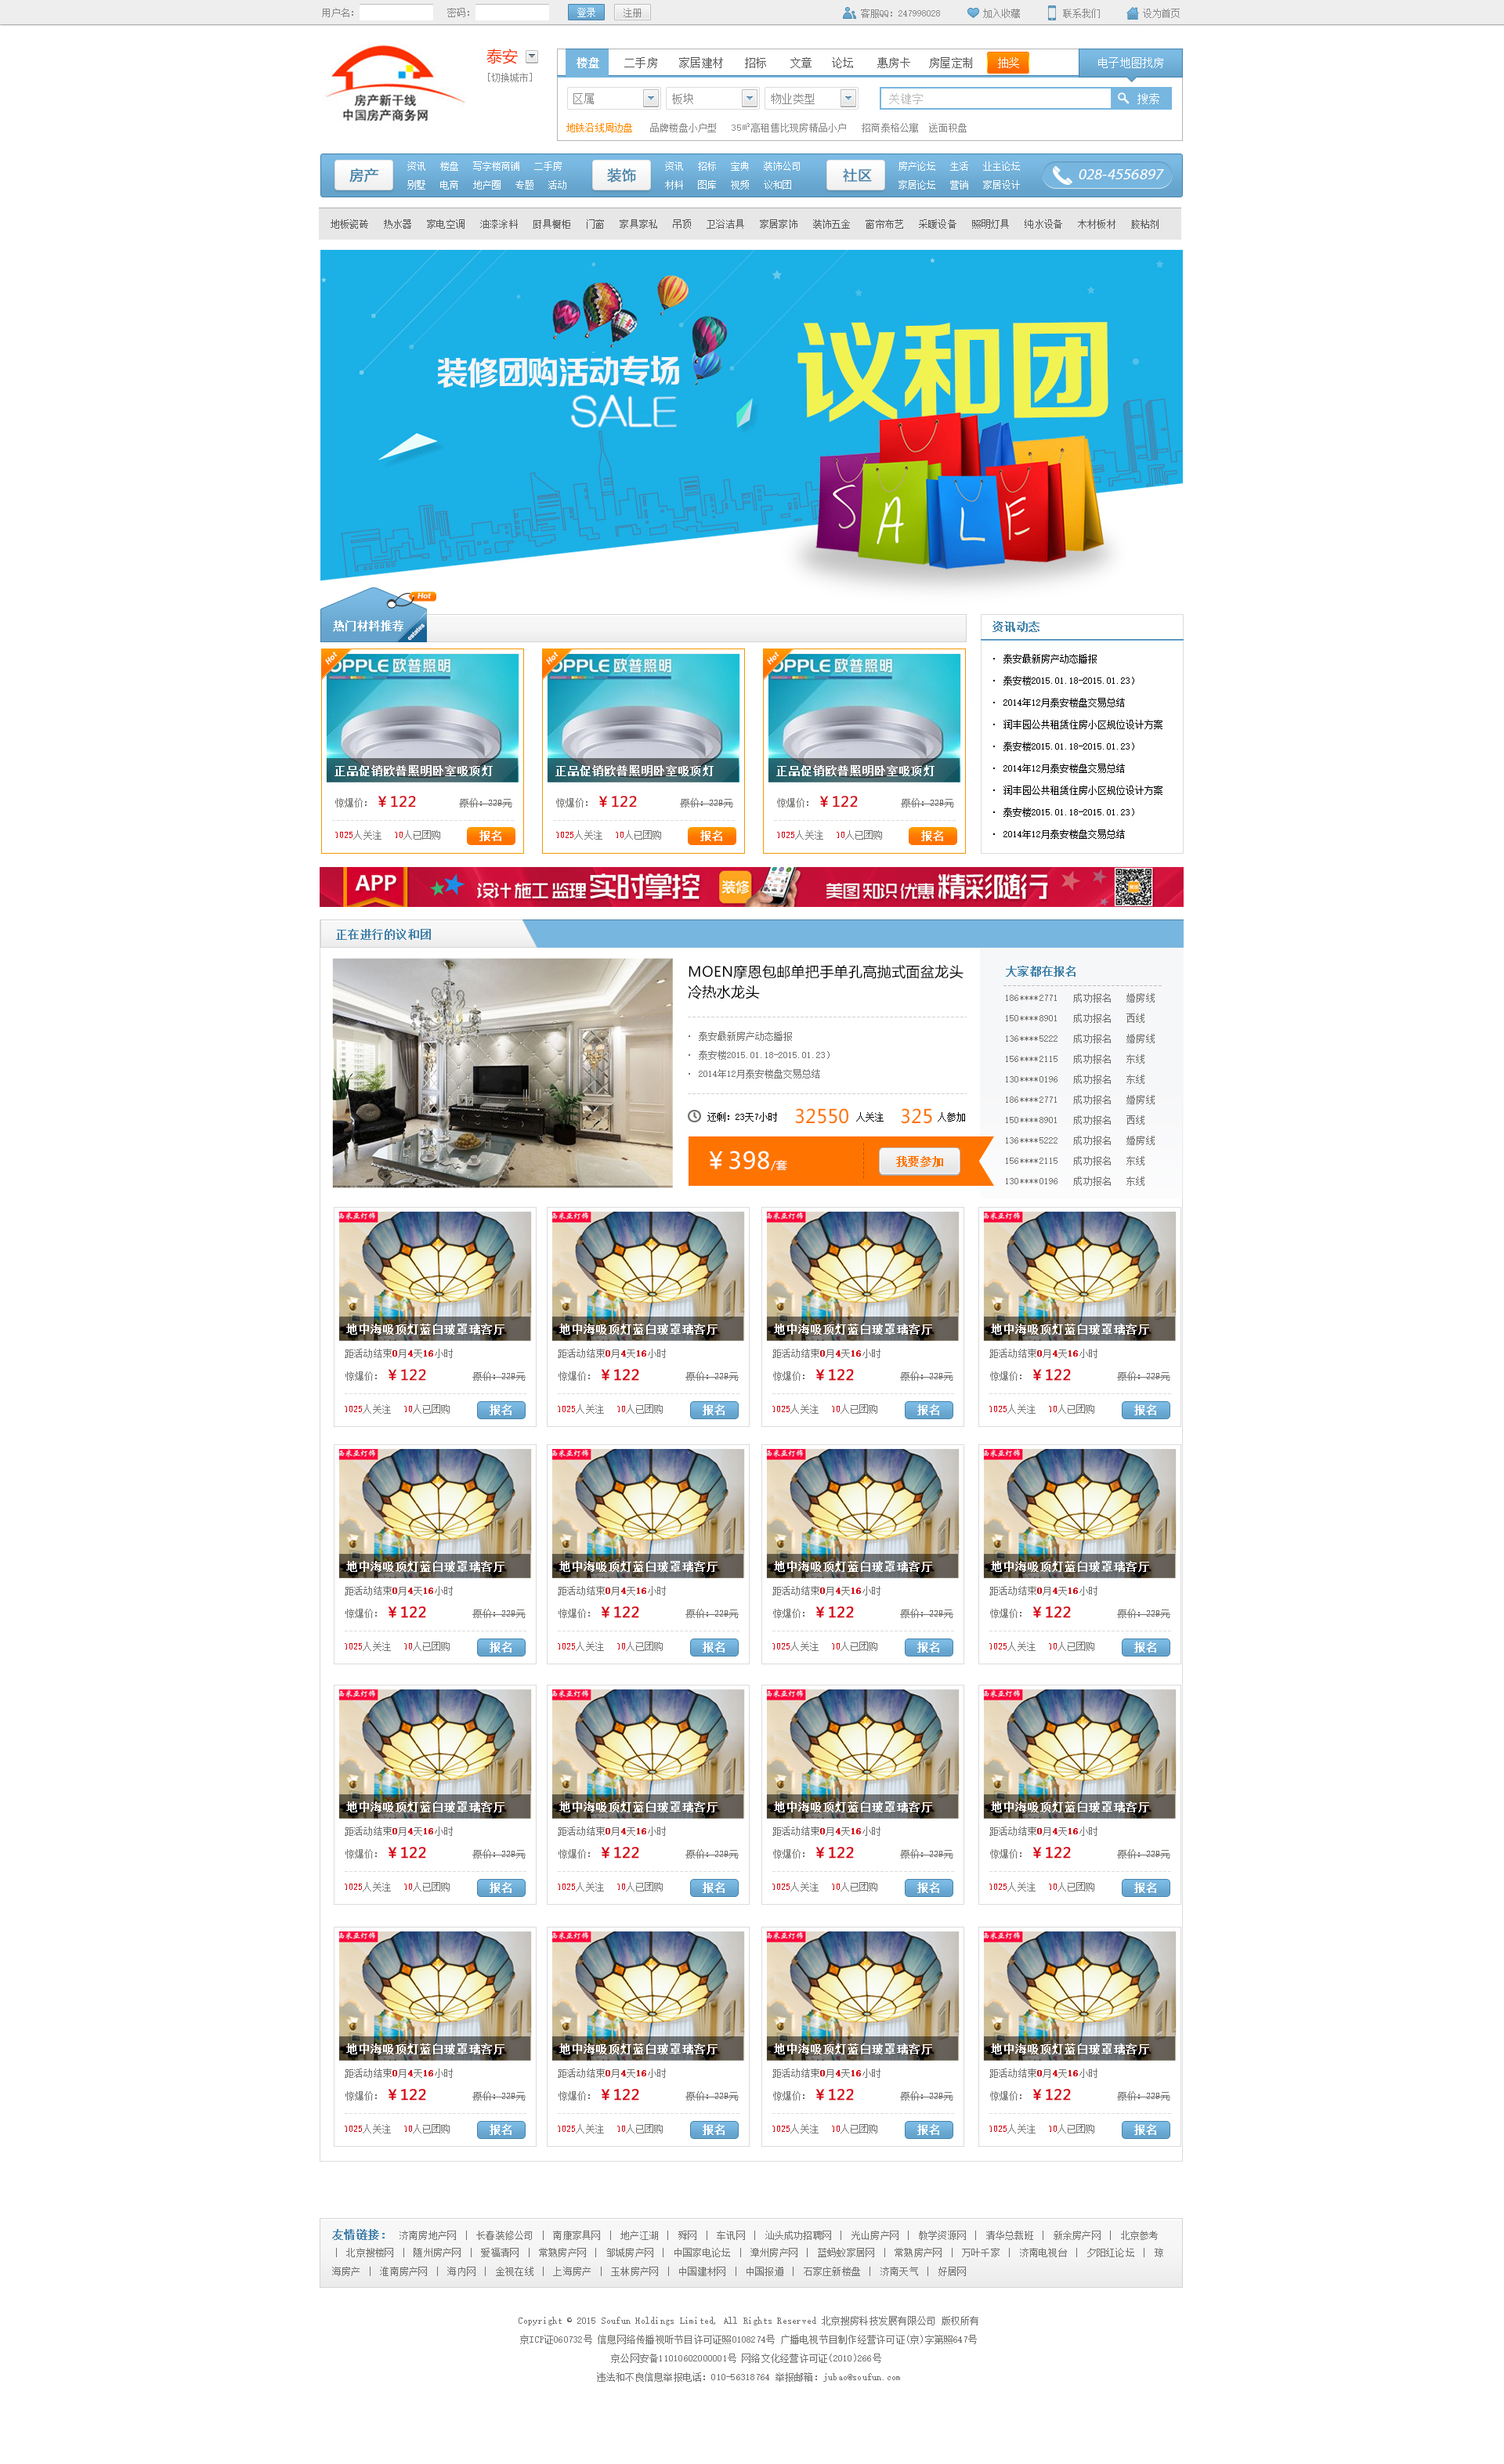 用户名: 密码: 登录 注册 客服QQ: 247998028 加入收藏 联系我们 设为首页
房产新干线
中国房产商务网
泰安
[切换城市]
楼盘 二手房 家居建材 招标 文章 论坛 惠房卡 房屋定制 抽奖 电子地图找房
区属 板块 物业类型 关键字 搜索
地铁沿线周边盘 品牌楼盘小户型 35㎡高租售比现房精品小户 招商泰格公寓 送面积盘
房产 资讯 楼盘 写字楼商铺 二手房 装饰 资讯 招标 宝典 装饰公司 社区 房产论坛 生活 业主论坛 028-4556897
别墅 电商 地产圈 专题 活动 材料 图库 视频 议和团 家居论坛 营销 家居设计
地板瓷砖 热水器 家电空调 油漆涂料 厨具橱柜 门窗 家具家私 吊顶 卫浴洁具 家居家饰 装饰五金 窗帘布艺 采暖设备 照明灯具 纯水设备 木材板材 胶粘剂
装修团购活动专场
SALE
议和团
SALE
热门材料推荐 Hot
资讯动态
Hot OPPLE 欧普照明 Hot OPPLE 欧普照明 Hot OPPLE 欧普照明
正品促销欧普照明卧室吸顶灯 正品促销欧普照明卧室吸顶灯 正品促销欧普照明卧室吸顶灯
惊爆价: ¥122 原价: 229元 惊爆价: ¥122 原价: 229元 惊爆价: ¥122 原价: 229元
1025人关注 10人已团购 报名 1025人关注 10人已团购 报名 1025人关注 10人已团购 报名
· 泰安最新房产动态播报
· 泰安楼2015.01.18-2015.01.23)
· 2014年12月泰安楼盘交易总结
· 润丰园公共租赁住房小区规位设计方案
· 泰安楼2015.01.18-2015.01.23)
· 2014年12月泰安楼盘交易总结
· 润丰园公共租赁住房小区规位设计方案
· 泰安楼2015.01.18-2015.01.23)
· 2014年12月泰安楼盘交易总结
APP 设计 施工 监理 实时掌控 装修 美图 知识 优惠 精彩随行
正在进行的议和团
MOEN摩恩包邮单把手单孔高抛式面盆龙头
冷热水龙头
· 泰安最新房产动态播报
· 泰安楼2015.01.18-2015.01.23)
· 2014年12月泰安楼盘交易总结
还剩: 23天7小时 32550 人关注 325 人参加
¥398/套 我要参加
大家都在报名
186****2771 成功报名 婚房线
150****8901 成功报名 西线
136****5222 成功报名 婚房线
156****2115 成功报名 东线
130****0196 成功报名 东线
186****2771 成功报名 婚房线
150****8901 成功报名 西线
136****5222 成功报名 婚房线
156****2115 成功报名 东线
130****0196 成功报名 东线
地中海吸顶灯蓝白玻罩璃客厅 地中海吸顶灯蓝白玻罩璃客厅 地中海吸顶灯蓝白玻罩璃客厅 地中海吸顶灯蓝白玻罩璃客厅
距活动结束0月4天16小时 距活动结束0月4天16小时 距活动结束0月4天16小时 距活动结束0月4天16小时
惊爆价: ¥122 原价: 229元 惊爆价: ¥122 原价: 229元 惊爆价: ¥122 原价: 229元 惊爆价: ¥122 原价: 229元
1025人关注 10人已团购 报名 1025人关注 10人已团购 报名 1025人关注 10人已团购 报名 1025人关注 10人已团购 报名
地中海吸顶灯蓝白玻罩璃客厅 地中海吸顶灯蓝白玻罩璃客厅 地中海吸顶灯蓝白玻罩璃客厅 地中海吸顶灯蓝白玻罩璃客厅
距活动结束0月4天16小时 距活动结束0月4天16小时 距活动结束0月4天16小时 距活动结束0月4天16小时
惊爆价: ¥122 原价: 229元 惊爆价: ¥122 原价: 229元 惊爆价: ¥122 原价: 229元 惊爆价: ¥122 原价: 229元
1025人关注 10人已团购 报名 1025人关注 10人已团购 报名 1025人关注 10人已团购 报名 1025人关注 10人已团购 报名
地中海吸顶灯蓝白玻罩璃客厅 地中海吸顶灯蓝白玻罩璃客厅 地中海吸顶灯蓝白玻罩璃客厅 地中海吸顶灯蓝白玻罩璃客厅
距活动结束0月4天16小时 距活动结束0月4天16小时 距活动结束0月4天16小时 距活动结束0月4天16小时
惊爆价: ¥122 原价: 229元 惊爆价: ¥122 原价: 229元 惊爆价: ¥122 原价: 229元 惊爆价: ¥122 原价: 229元
1025人关注 10人已团购 报名 1025人关注 10人已团购 报名 1025人关注 10人已团购 报名 1025人关注 10人已团购 报名
地中海吸顶灯蓝白玻罩璃客厅 地中海吸顶灯蓝白玻罩璃客厅 地中海吸顶灯蓝白玻罩璃客厅 地中海吸顶灯蓝白玻罩璃客厅
距活动结束0月4天16小时 距活动结束0月4天16小时 距活动结束0月4天16小时 距活动结束0月4天16小时
惊爆价: ¥122 原价: 229元 惊爆价: ¥122 原价: 229元 惊爆价: ¥122 原价: 229元 惊爆价: ¥122 原价: 229元
1025人关注 10人已团购 报名 1025人关注 10人已团购 报名 1025人关注 10人已团购 报名 1025人关注 10人已团购 报名
友情链接: 济南房地产网 | 长春装修公司 | 南康家具网 | 地产江湖 | 舜网 | 车讯网 | 汕头成功招聘网 | 光山房产网 | 教学资源网 | 清华总裁班 | 新余房产网 | 北京参考
| 北京搜楼网 | 随州房产网 | 爱福清网 | 常熟房产网 | 邹城房产网 | 中国家电论坛 | 漳州房产网 | 蓝蚂蚁家居网 | 常熟房产网 | 万叶千家 | 济南电视台 | 夕阳红论坛 | 琼
海房产 | 淮南房产网 | 海内网 | 金视在线 | 上海房产 | 玉林房产网 | 中国建材网 | 中国报道 | 石家庄新楼盘 | 济南天气 | 好居网
Copyright © 2015 Soufun Holdings Limited, All Rights Reserved 北京搜房科技发展有限公司 版权所有
京ICP证060732号 信息网络传播视听节目许可证照0108274号 广播电视节目制作经营许可证(京)字第照647号
京公网安备11010602000001号 网络文化经营许可证(2010)266号
违法和不良信息举报电话: 010-56318764 举报邮箱: jubao@soufun.com